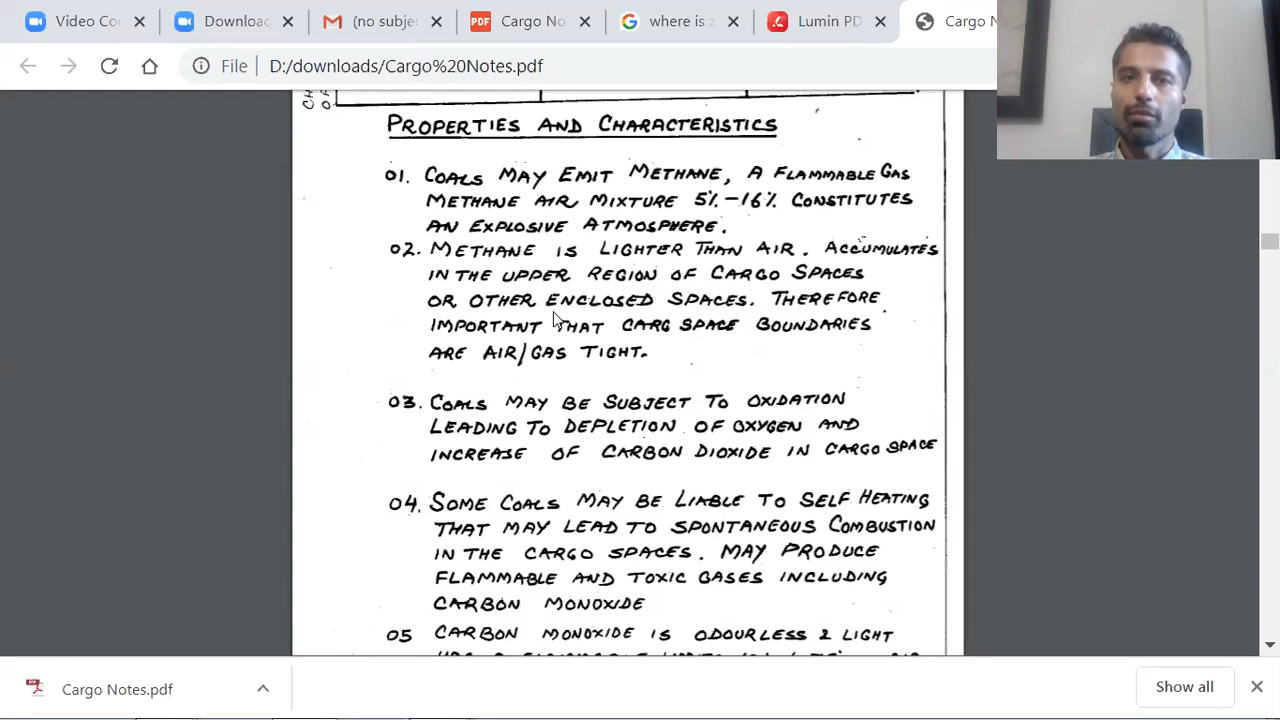 Video Co
Downloa
(no subje
Cargo No
where is
Lumin PD
Cargo N
File D:/downloads/Cargo%20Notes.pdf
PROPERTIES AND CHARACTERISTICS
01. COALS MAY EMIT METHANE, A FLAMMABLE GAS
METHANE AIR MIXTURE 5% - 16% CONSTITUTES
AN EXPLOSIVE ATMOSPHERE.
02. METHANE IS LIGHTER THAN AIR. ACCUMULATES
IN THE UPPER REGION OF CARGO SPACES
OR OTHER ENCLOSED SPACES. THEREFORE
IMPORTANT THAT CARG SPACE BOUNDARIES
ARE AIR/GAS TIGHT.
03. COALS MAY BE SUBJECT TO OXIDATION
LEADING TO DEPLETION OF OXYGEN AND
INCREASE OF CARBON DIOXIDE IN CARGO SPACE
04. SOME COALS MAY BE LIABLE TO SELF HEATING
THAT MAY LEAD TO SPONTANEOUS COMBUSTION
IN THE CARGO SPACES. MAY PRODUCE
FLAMMABLE AND TOXIC GASES INCLUDING
CARBON MONOXIDE
05 CARBON MONOXIDE IS ODOURLESS & LIGHT
Cargo Notes.pdf
Show all